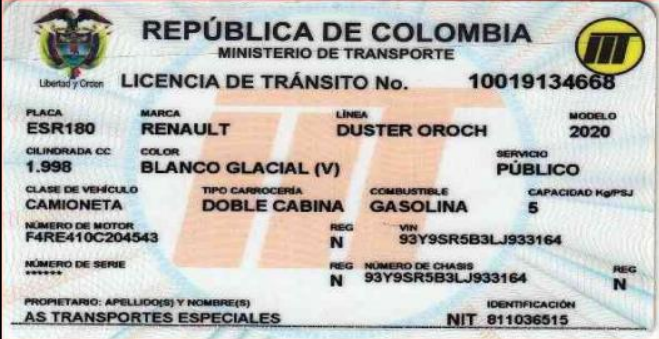 REPÚBLICA DE COLOMBIA
MINISTERIO DE TRANSPORTE
Libertad y Orden
LICENCIA DE TRÁNSITO No. 10019134668
PLACA MARCA LÍNEA MODELO
ESR180 RENAULT DUSTER OROCH 2020
CILINDRADA CC COLOR SERVICIO
1.998 BLANCO GLACIAL (V) PÚBLICO
CLASE DE VEHÍCULO TIPO CARROCERÍA COMBUSTIBLE CAPACIDAD Kg/PSJ
CAMIONETA DOBLE CABINA GASOLINA 5
NÚMERO DE MOTOR REG VIN
F4RE410C204543 N 93Y9SR5B3LJ933164
NÚMERO DE SERIE REG NÚMERO DE CHASIS REG
****** N 93Y9SR5B3LJ933164 N
PROPIETARIO: APELLIDO(S) Y NOMBRE(S) IDENTIFICACIÓN
AS TRANSPORTES ESPECIALES NIT 811036515